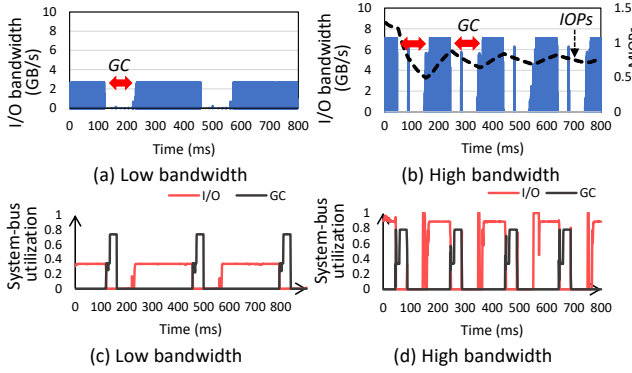 I/O bandwidth
(GB/s)
10
8
6
4
2
0
GC
0 100 200 300 400 500 600 700 800
Time (ms)
(a) Low bandwidth
I/O bandwidth
(GB/s)
10
8
6
4
2
0
GC
IOPs
1.5
1
0.5
0
0 100 200 300 400 500 600 700 800
Time (ms)
(b) High bandwidth
I/O GC
System-bus
utilization
1
0.8
0.6
0.4
0.2
0
0 100 200 300 400 500 600 700 800
Time (ms)
(c) Low bandwidth
I/O GC
System-bus
utilization
1
0.8
0.6
0.4
0.2
0
0 100 200 300 400 500 600 700 800
Time (ms)
(d) High bandwidth